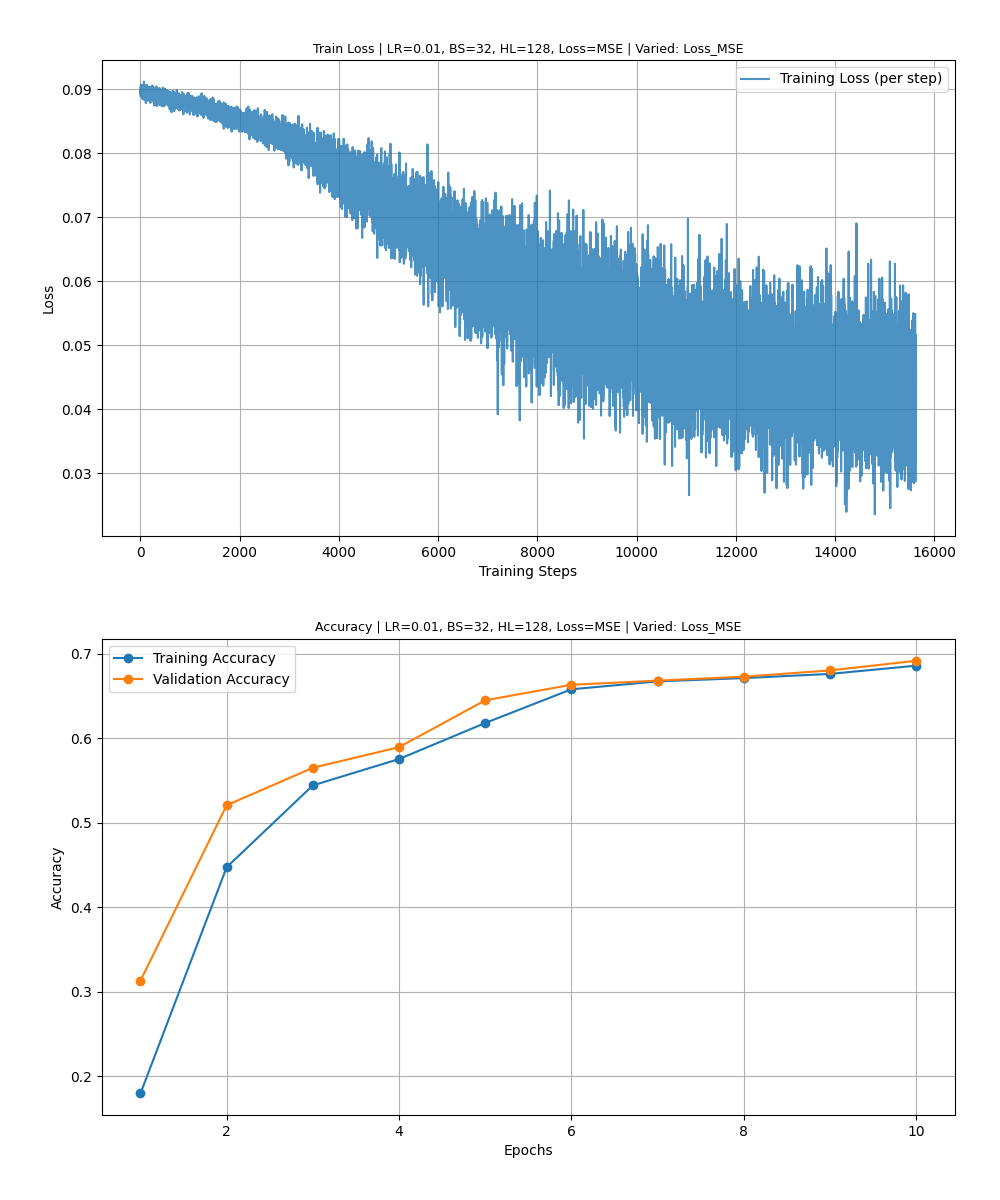 Train Loss | LR=0.01, BS=32, HL=128, Loss=MSE | Varied: Loss_MSE
Training Loss (per step)
0.09
0.08
0.07
0.06
0.05
0.04
0.03
Loss
0 2000 4000 6000 8000 10000 12000 14000 16000
Training Steps
Accuracy | LR=0.01, BS=32, HL=128, Loss=MSE | Varied: Loss_MSE
Training Accuracy
Validation Accuracy
0.7
0.6
0.5
0.4
0.3
0.2
Accuracy
2 4 6 8 10
Epochs